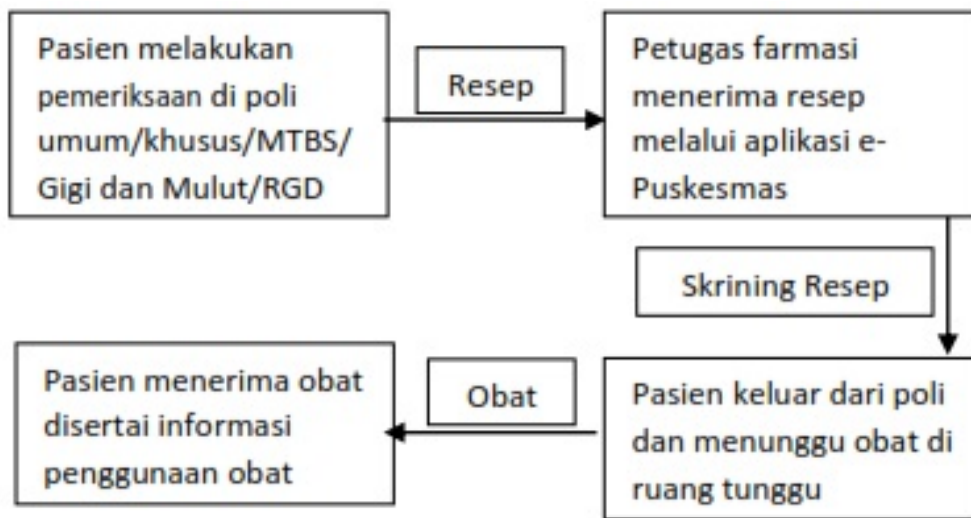 Pasien melakukan
pemeriksaan di poli
umum/khusus/MTBS/
Gigi dan Mulut/RGD
Resep
Petugas farmasi
menerima resep
melalui aplikasi e-
Puskesmas
Skrining Resep
Pasien keluar dari poli
dan menunggu obat di
ruang tunggu
Obat
Pasien menerima obat
disertai informasi
penggunaan obat